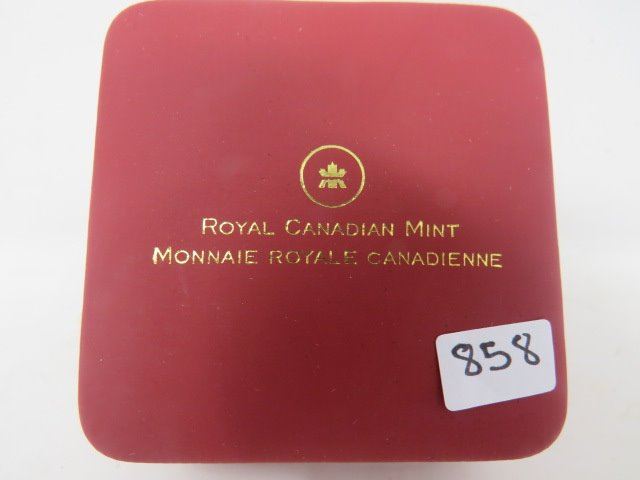 ROYAL CANADIAN MINT
MONNAIE ROYALE CANADIENNE
858